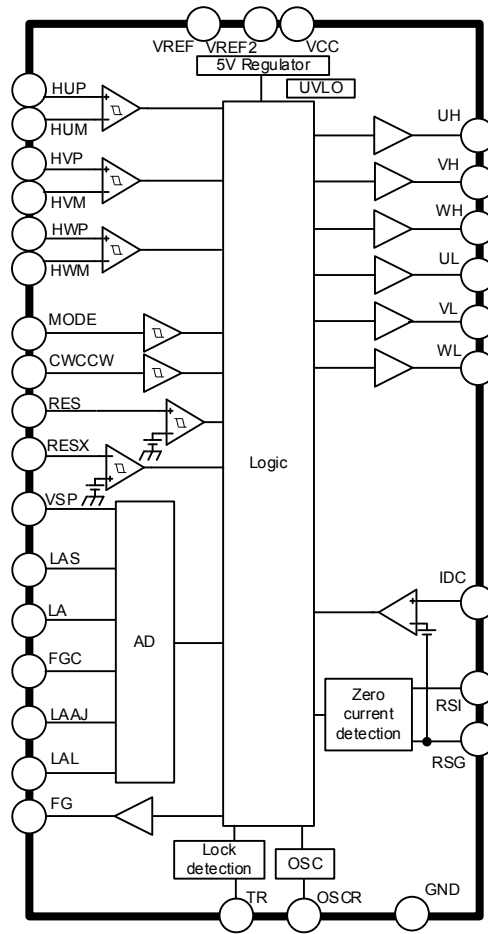 VREF VREF2 VCC
5V Regulator
UVLO
HUP
HUM
HVP
HVM
HWP
HWM
MODE
CWCCW
RES
RESX
VSP
LAS
LA
FGC
LAAJ
LAL
FG
AD
Logic
UH
VH
WH
UL
VL
WL
IDC
Zero
current
detection
RSI
RSG
Lock
detection
OSC
TR
OSCR
GND